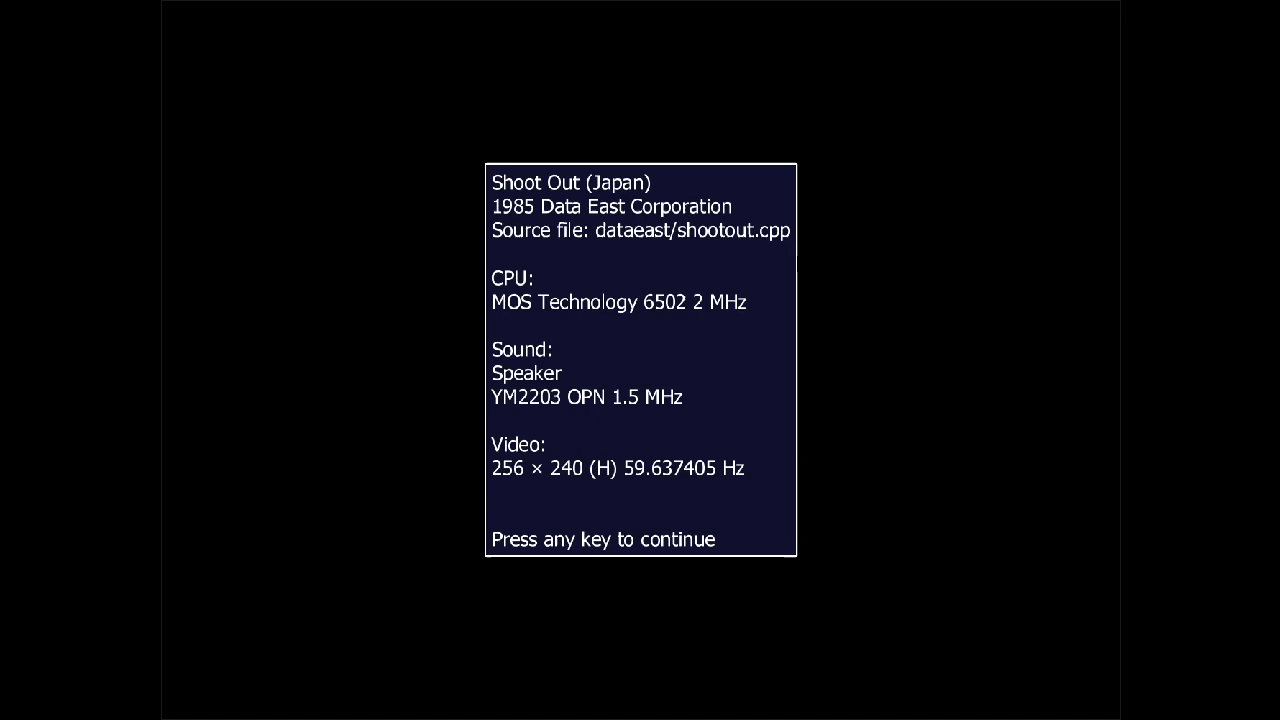 Shoot Out (Japan)
1985 Data East Corporation
Source file: dataeast/shootout.cpp
CPU:
MOS Technology 6502 2 MHz
Sound:
Speaker
YM2203 OPN 1.5 MHz
Video:
256 × 240 (H) 59.637405 Hz
Press any key to continue